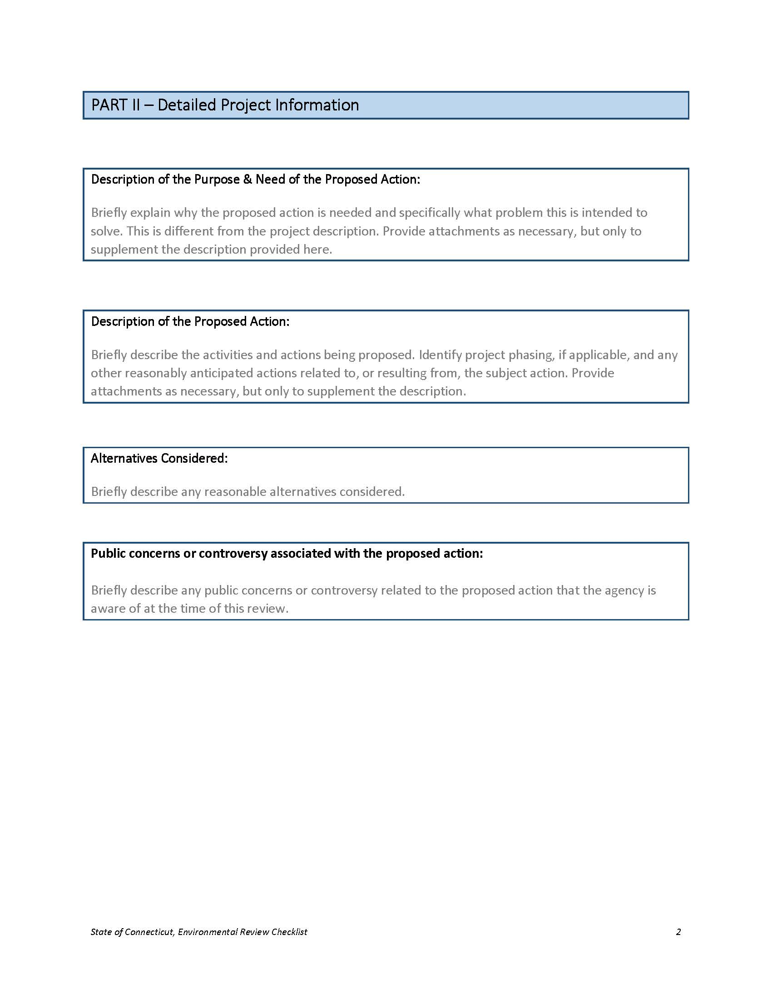 PART II – Detailed Project Information
Description of the Purpose & Need of the Proposed Action:
Briefly explain why the proposed action is needed and specifically what problem this is intended to
solve. This is different from the project description. Provide attachments as necessary, but only to
supplement the description provided here.
Description of the Proposed Action:
Briefly describe the activities and actions being proposed. Identify project phasing, if applicable, and any
other reasonably anticipated actions related to, or resulting from, the subject action. Provide
attachments as necessary, but only to supplement the description.
Alternatives Considered:
Briefly describe any reasonable alternatives considered.
Public concerns or controversy associated with the proposed action:
Briefly describe any public concerns or controversy related to the proposed action that the agency is
aware of at the time of this review.
State of Connecticut, Environmental Review Checklist 2